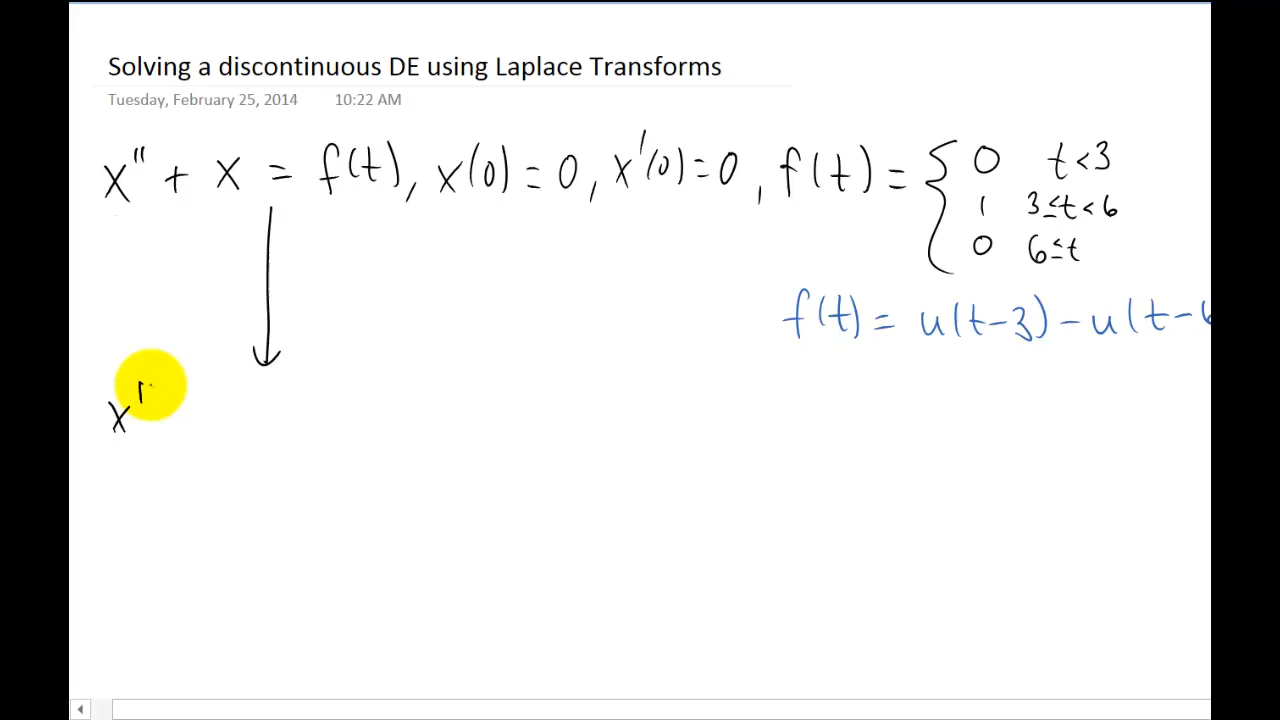 Solving a discontinuous DE using Laplace Transforms
Tuesday, February 25, 2014 10:22 AM
x'' + x = f(t), x(0) = 0, x'(0) = 0, f(t) = { 0 t < 3
1 3 ≤ t < 6
0 6 ≤ t
f(t) = u(t-3) - u(t-
x'